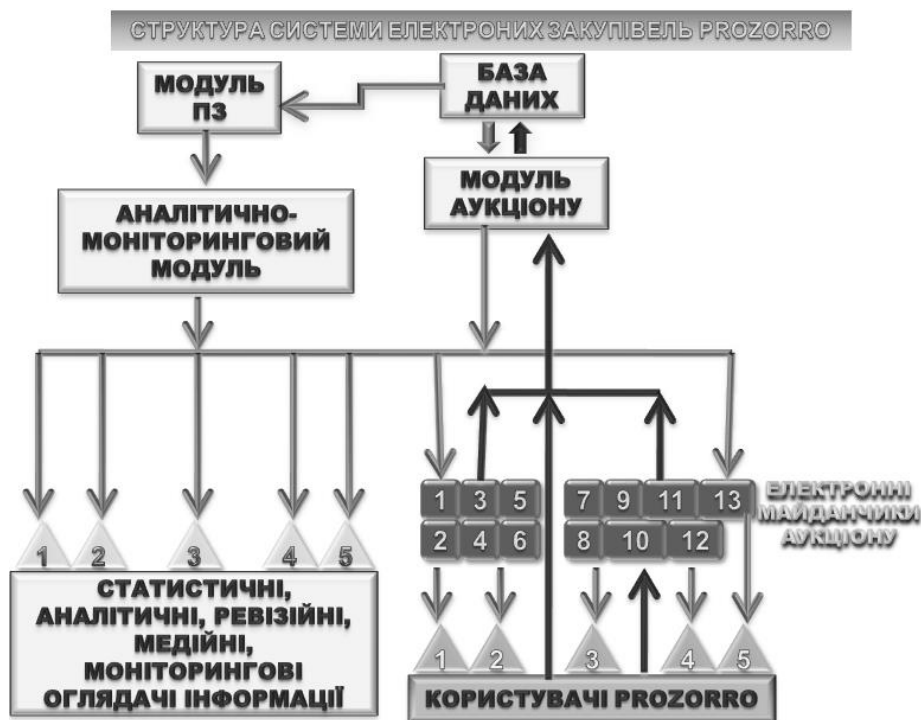 СТРУКТУРА СИСТЕМИ ЕЛЕКТРОНИХ ЗАКУПІВЕЛЬ PROZORRO
МОДУЛЬ
ПЗ
БАЗА
ДАНИХ
АНАЛІТИЧНО-
МОНІТОРИНГОВИЙ
МОДУЛЬ
МОДУЛЬ
АУКЦІОНУ
1 3 5 7 9 11 13
2 4 6 8 10 12
ЕЛЕКТРОННІ
МАЙДАНЧИКИ
АУКЦІОНУ
1 2 3 4 5
СТАТИСТИЧНІ,
АНАЛІТИЧНІ, РЕВІЗІЙНІ,
МЕДІЙНІ,
МОНІТОРИНГОВІ
ОГЛЯДАЧІ ІНФОРМАЦІЇ
1 2 3 4 5
КОРИСТУВАЧІ PROZORRO